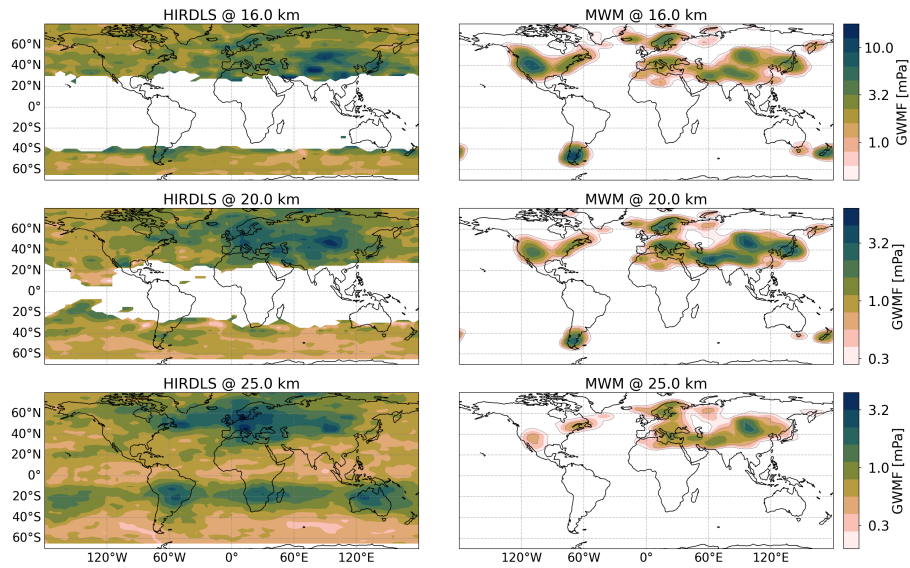 HIRDLS @ 16.0 km
MWM @ 16.0 km
60°N
40°N
20°N
0°
20°S
40°S
60°S
10.0
3.2
1.0
GWMF [mPa]
HIRDLS @ 20.0 km
MWM @ 20.0 km
60°N
40°N
20°N
0°
20°S
40°S
60°S
3.2
1.0
0.3
GWMF [mPa]
HIRDLS @ 25.0 km
MWM @ 25.0 km
60°N
40°N
20°N
0°
20°S
40°S
60°S
3.2
1.0
0.3
GWMF [mPa]
120°W 60°W 0° 60°E 120°E
120°W 60°W 0° 60°E 120°E